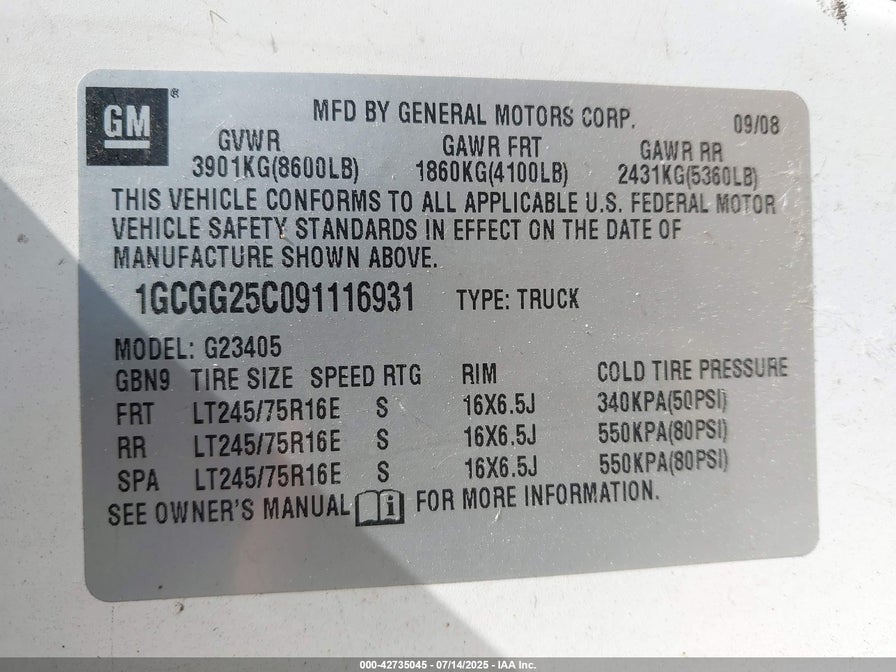 GM®
MFD BY GENERAL MOTORS CORP. 09/08
GVWR GAWR FRT GAWR RR
3901KG(8600LB) 1860KG(4100LB) 2431KG(5360LB)
THIS VEHICLE CONFORMS TO ALL APPLICABLE U.S. FEDERAL MOTOR
VEHICLE SAFETY STANDARDS IN EFFECT ON THE DATE OF
MANUFACTURE SHOWN ABOVE.
1GCGG25C091116931 TYPE: TRUCK
MODEL: G23405
GBN9 TIRE SIZE SPEED RTG RIM COLD TIRE PRESSURE
FRT LT245/75R16E S 16X6.5J 340KPA(50PSI)
RR LT245/75R16E S 16X6.5J 550KPA(80PSI)
SPA LT245/75R16E S 16X6.5J 550KPA(80PSI)
SEE OWNER'S MANUAL i FOR MORE INFORMATION.
000-42735045 - 07/14/2025 - IAA Inc.